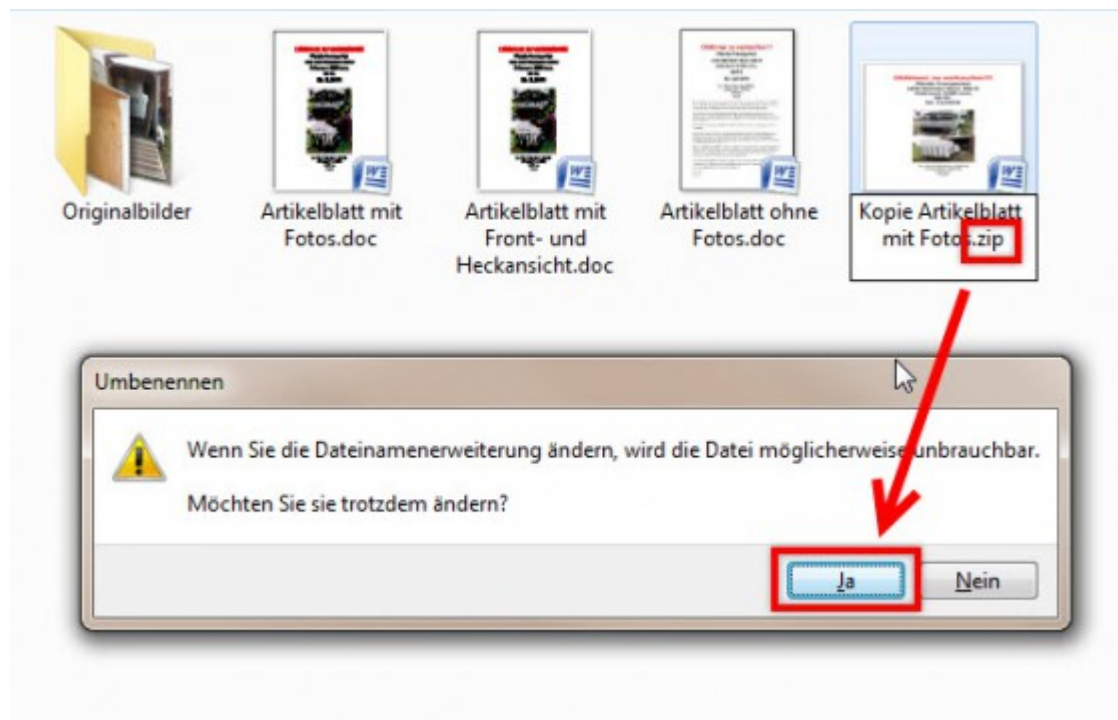 Originalbilder
Artikelblatt mit
Fotos.doc
Artikelblatt mit
Front- und
Heckansicht.doc
Artikelblatt ohne
Fotos.doc
Kopie Artikelblatt
mit Fotos.zip
Umbenennen
Wenn Sie die Dateinamenerweiterung ändern, wird die Datei möglicherweise unbrauchbar.
Möchten Sie sie trotzdem ändern?
Ja
Nein